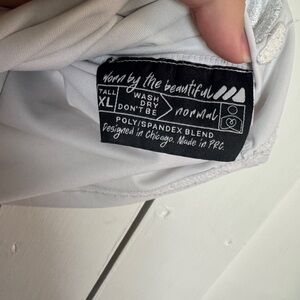 worn by the beautiful
TALL XL
WASH
DRY
DON'T BE
normal
POLY/SPANDEX BLEND
Designed in Chicago. Made in PRC.